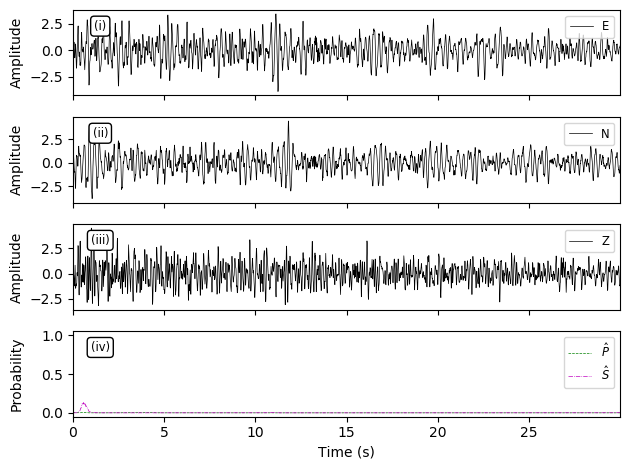 Amplitude
2.5
0.0
−2.5
(i)
E
Amplitude
2.5
0.0
−2.5
(ii)
N
Amplitude
2.5
0.0
−2.5
(iii)
Z
Probability
1.0
0.5
0.0
(iv)
P̂
Ŝ
0 5 10 15 20 25
Time (s)